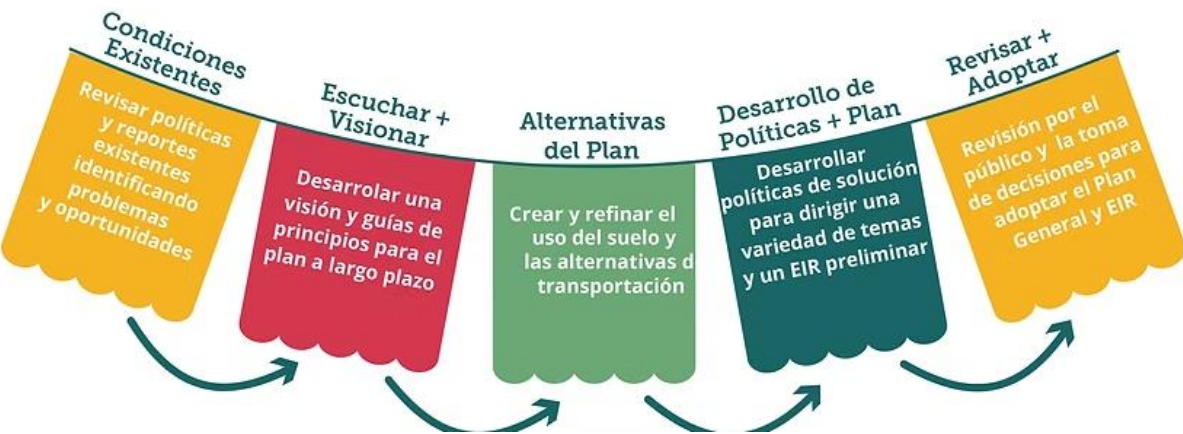 Condiciones
Existentes
Revisar políticas
y reportes
existentes
identificando
problemas
y oportunidades
Escuchar +
Visionar
Desarrolar una
visión y guías de
principios para el
plan a largo plazo
Alternativas
del Plan
Crear y refinar el
uso del suelo y
las alternativas d
transportación
Desarrollo de
Políticas + Plan
Desarrollar
políticas de solución
para dirigir una
variedad de temas
y un EIR preliminar
Revisar +
Adoptar
Revisión por el
público y la toma
de decisiones para
adoptar el Plan
General y EIR